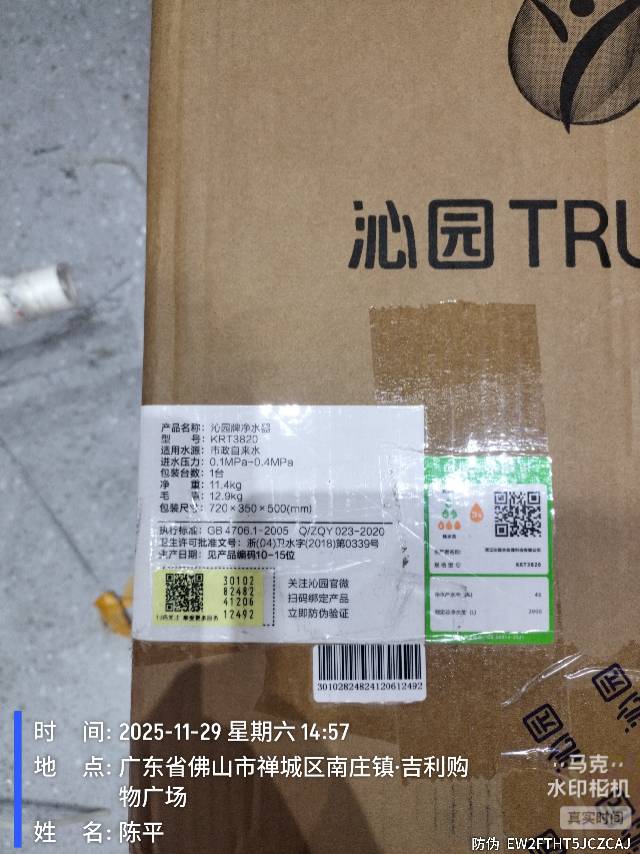 沁园 TRU
产品名称: 沁园牌净水器
型 号: KRT3820
适用水源: 市政自来水
进水压力: 0.1MPa-0.4MPa
包装台数: 1台
净 重: 11.4kg
毛 重: 12.9kg
包装尺寸: 720×350×500(mm)
执行标准: GB 4706.1-2005 Q/ZQY 023-2020
卫生许可批准文号: 浙(04)卫水字(2018)第0339号
生产日期: 见产品编码10-15位
30102
82482
41206
12492
关注沁园官微
扫码绑定产品
立即防伪验证
KRT3820
30102824824120612492
时 间: 2025-11-29 星期六 14:57
地 点: 广东省佛山市禅城区南庄镇·吉利购
物广场
姓 名: 陈平
马克
水印相机
真实时间
防伪 EW2FTHT5JCZCAJ